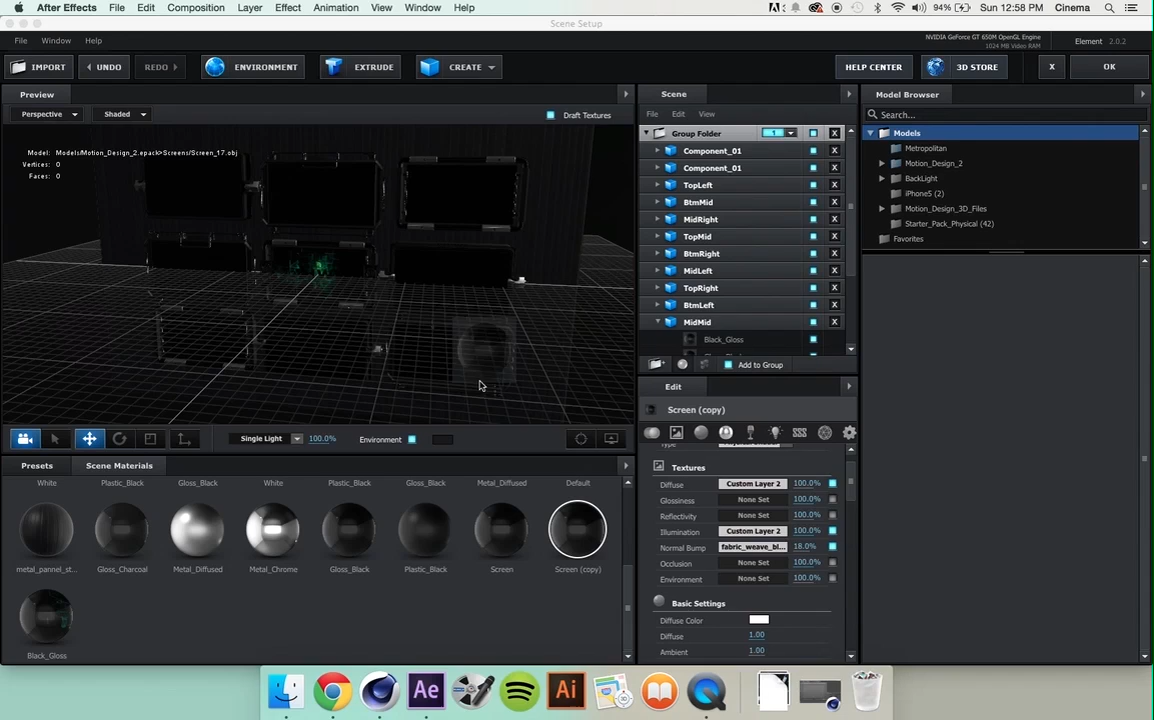 After Effects File Edit Composition Layer Effect Animation View Window Help 94% Sun 12:58 PM Cinema
Scene Setup
File Window Help
NVIDIA GeForce GT 650M OpenGL Engine
1024 MB Video RAM
Element 2.0.2
IMPORT UNDO REDO ENVIRONMENT EXTRUDE CREATE HELP CENTER 3D STORE X OK
Preview
Perspective Shaded Draft Textures
Model: Models/Motion_Design_2.epack>Screens/Screen_17.obj
Vertices: 0
Faces: 0
Single Light 100.0% Environment
Presets Scene Materials
White Plastic_Black Gloss_Black White Plastic_Black Gloss_Black Metal_Diffused Default
metal_pannel_st... Gloss_Charcoal Metal_Diffused Metal_Chrome Gloss_Black Plastic_Black Screen Screen (copy)
Black_Gloss
Scene
File Edit View
Group Folder 1 X
Component_01 X
Component_01 X
TopLeft X
BtmMid X
MidRight X
TopMid X
BtmRight X
MidLeft X
TopRight X
BtmLeft X
MidMid X
Black_Gloss
Add to Group
Edit
Screen (copy)
Textures
Diffuse Custom Layer 2 100.0%
Glossiness None Set 100.0%
Reflectivity None Set 100.0%
Illumination Custom Layer 2 100.0%
Normal Bump fabric_weave_bl... 18.0%
Occlusion None Set 100.0%
Environment None Set 100.0%
Basic Settings
Diffuse Color
Diffuse 1.00
Ambient 1.00
Model Browser
Search...
Models
Metropolitan
Motion_Design_2
BackLight
iPhone5 (2)
Motion_Design_3D_Files
Starter_Pack_Physical (42)
Favorites
Ae
Ai